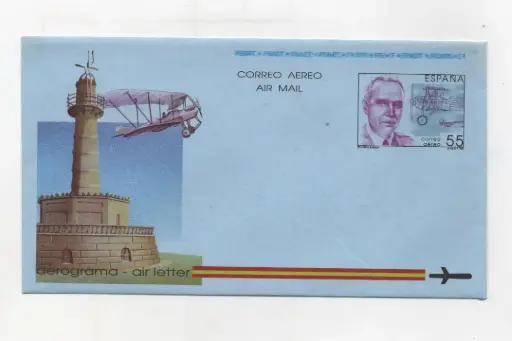 CORREO AEREO
AIR MAIL
ESPAÑA
correo
aéreo
55
aerograma - air letter